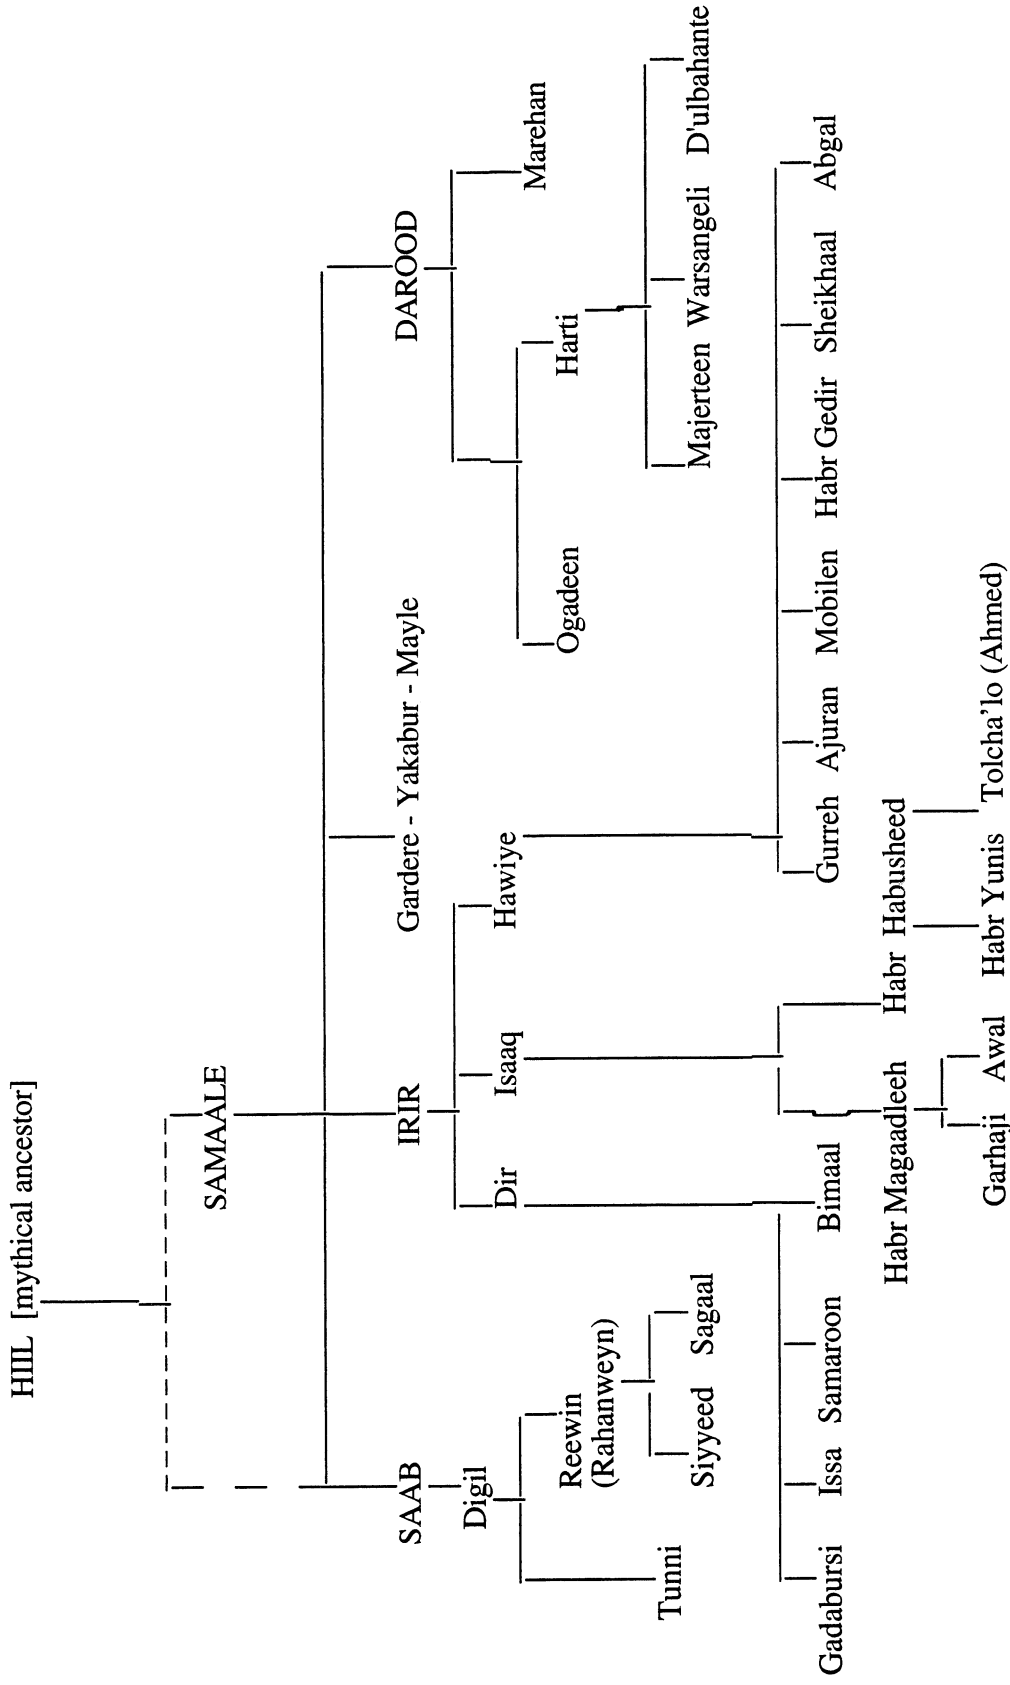 HIIL [mythical ancestor]
SAMAALE
SAAB
IRIR
Gardere - Yakabur - Mayle
DAROOD
Digil
Dir
Isaaq
Hawiye
Marehan
Reewin
(Rahanweyn)
Ogadeen
Harti
Tunni
Siyyeed
Sagaal
Majerteen
Warsangeli
D'ulbahante
Gadabursi
Issa
Samaroon
Bimaal
Gurreh
Ajuran
Mobilen
Habr Gedir
Sheikhaal
Abgal
Habr Magaadleeh
Habr Habusheed
Garhaji
Awal
Habr Yunis
Tolcha'lo (Ahmed)